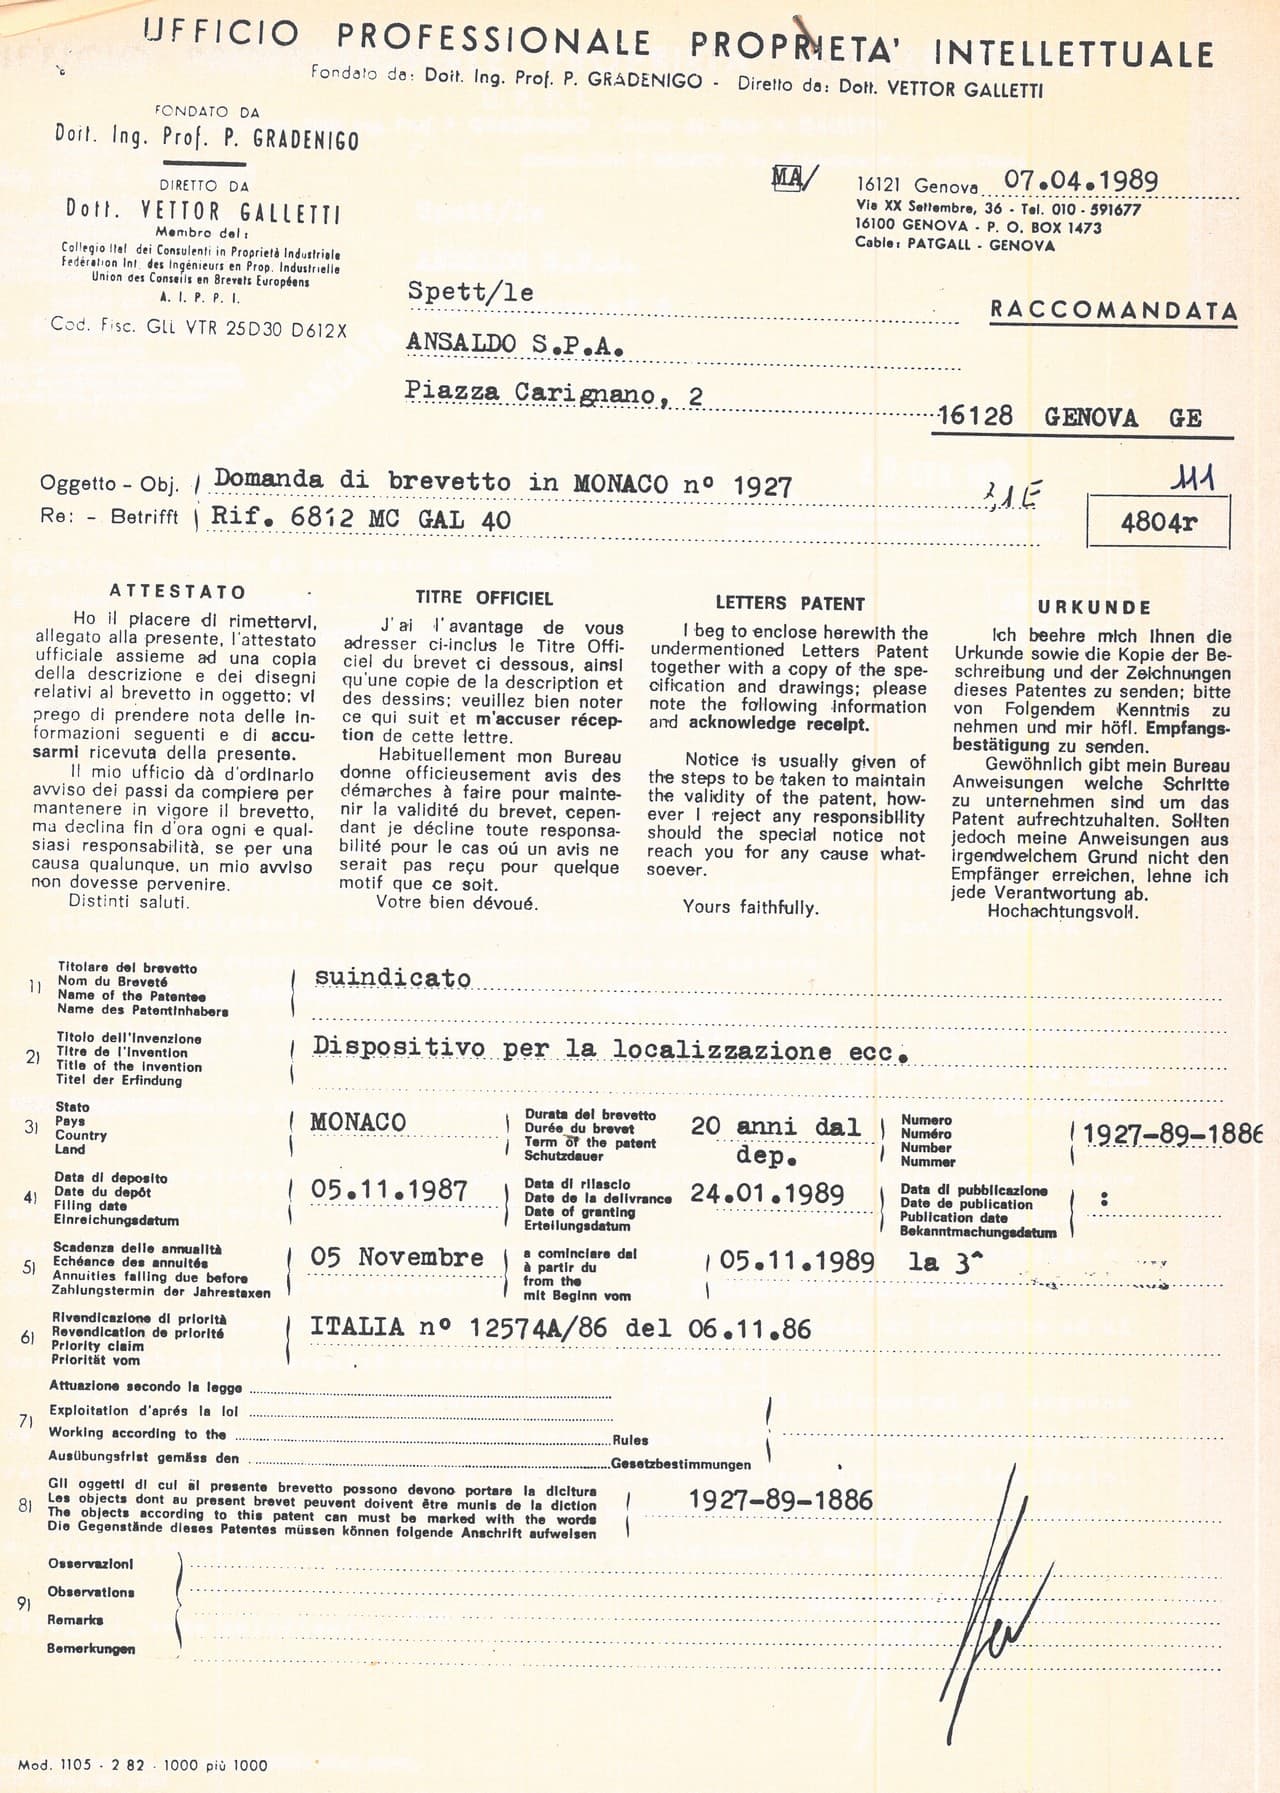 UFFICIO PROFESSIONALE PROPRIETA' INTELLETTUALE
Fondato da: Dott. Ing. Prof. P. GRADENIGO - Diretto da: Dott. VETTOR GALLETTI
FONDATO DA
Dott. Ing. Prof. P. GRADENIGO
DIRETTO DA
Dott. VETTOR GALLETTI
Membro del:
Collegio Ital dei Consulenti in Proprietà Industriale
Federation Int. des Ingénieurs en Prop. Industrielle
Union des Conseils en Brevets Européens
A. I. P. P. I.
Cod. Fisc. GLL VTR 25D30 D612X
MA/
16121 Genova 07.04.1989
Via XX Settembre, 36 - Tel. 010 - 591677
16100 GENOVA - P. O. BOX 1473
Cable: PATGALL - GENOVA
Spett/le
RACCOMANDATA
ANSALDO S.P.A.
Piazza Carignano, 2
16128 GENOVA GE
Oggetto - Obj. Domanda di brevetto in MONACO nº 1927
Re: - Betrifft Rif. 6812 MC GAL 40
111
4804r
ATTESTATO
Ho il placere di rimettervi,
allegato alla presente, l'attestato
ufficiale assieme ad una copia
della descrizione e dei disegni
relativi al brevetto in oggetto; vi
prego di prendere nota delle in-
formazioni seguenti e di accu-
sarmi ricevuta della presente.
Il mio ufficio dà d'ordinario
avviso dei passi da compiere per
mantenere in vigore il brevetto,
ma declina fin d'ora ogni e qual-
siasi responsabilità, se per una
causa qualunque, un mio avviso
non dovesse pervenire.
Distinti saluti.
TITRE OFFICIEL
J'ai l'avantage de vous
adresser ci-inclus le Titre Offi-
ciel du brevet ci dessous, ainsi
qu'une copie de la description et
des dessins; veuillez bien noter
ce qui suit et m'accuser récep-
tion de cette lettre.
Habituellement mon Bureau
donne officieusement avis des
démarches à faire pour mainte-
nir la validité du brevet, cepen-
dant je décline toute responsa-
bilité pour le cas oú un avis ne
serait pas reçu pour quelque
motif que ce soit.
Votre bien dévoué.
LETTERS PATENT
I beg to enclose herewith the
undermentioned Letters Patent
together with a copy of the spe-
cification and drawings; please
note the following information
and acknowledge receipt.
Notice is usually given of
the steps to be taken to maintain
the validity of the patent, how-
ever I reject any responsibility
should the special notice not
reach you for any cause what-
soever.
Yours faithfully.
URKUNDE
Ich beehre mich Ihnen die
Urkunde sowie die Kopie der Be-
schreibung und der Zeichnungen
dieses Patentes zu senden; bitte
von Folgendem Kenntnis zu
nehmen und mir höfl. Empfangs-
bestätigung zu senden.
Gewöhnlich gibt mein Bureau
Anweisungen welche Schritte
zu unternehmen sind um das
Patent aufrechtzuhalten. Sollten
jedoch meine Anweisungen aus
irgendwelchem Grund nicht den
Empfänger erreichen, lehne ich
jede Verantwortung ab.
Hochachtungsvoll.
1) Titolare del brevetto
Nom du Breveté
Name of the Patentee
Name des Patentinhabers
suindicato
2) Titolo dell'Invenzione
Titre de l'Invention
Title of the Invention
Titel der Erfindung
Dispositivo per la localizzazione ecc.
3) Stato
Pays
Country
Land
MONACO
Durata del brevetto
Durée du brevet
Term of the patent
Schutzdauer
20 anni dal
dep.
Numero
Numéro
Number
Nummer
1927-89-1886
4) Data di deposito
Date du depôt
Filing date
Einreichungsdatum
05.11.1987
Data di rilascio
Date de la delivrance
Date of granting
Erteilungsdatum
24.01.1989
Data di pubblicazione
Date de publication
Publication date
Bekanntmachungsdatum
:
5) Scadenza delle annualità
Echéance des annuités
Annuities falling due before
Zahlungstermin der Jahrestaxen
05 Novembre
a cominciare dal
à partir du
from the
mit Beginn vom
05.11.1989 la 3^
6) Rivendicazione di priorità
Revendication de priorité
Priority claim
Priorität vom
ITALIA nº 12574A/86 del 06.11.86
7) Attuazione secondo la legge
Exploitation d'aprés la loi
Working according to the Rules
Ausübungsfrist gemäss den Gesetzbestimmungen
8) Gli oggetti di cui al presente brevetto possono devono portare la dicitura
Les objects dont au present brevet peuvent doivent être munis de la diction
The objects according to this patent can must be marked with the words
Die Gegenstände dieses Patentes müssen können folgende Anschrift aufweisen
1927-89-1886
9) Osservazioni
Observations
Remarks
Bemerkungen
Mod. 1105 - 2 82 - 1000 più 1000